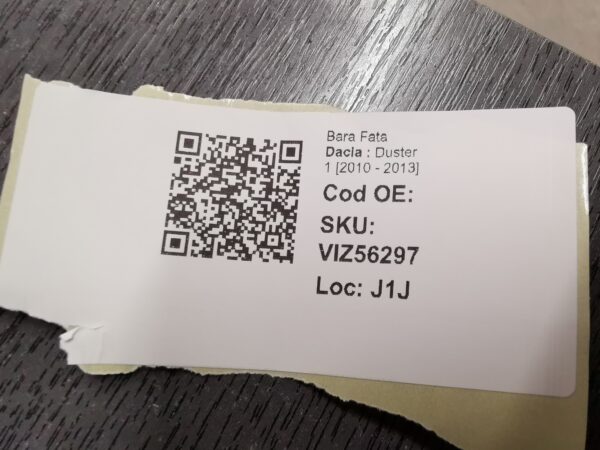 Bara Fata
Dacia : Duster
1 [2010 - 2013]
Cod OE:
SKU:
VIZ56297
Loc: J1J